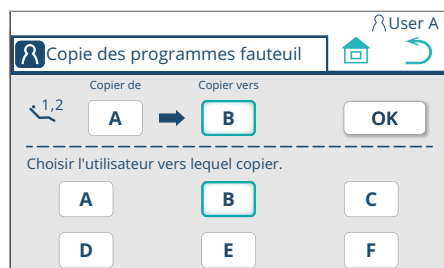 User A
Copie des programmes fauteuil
Copier de
Copier vers
1,2
A
B
OK
Choisir l'utilisateur vers lequel copier.
A
B
C
D
E
F